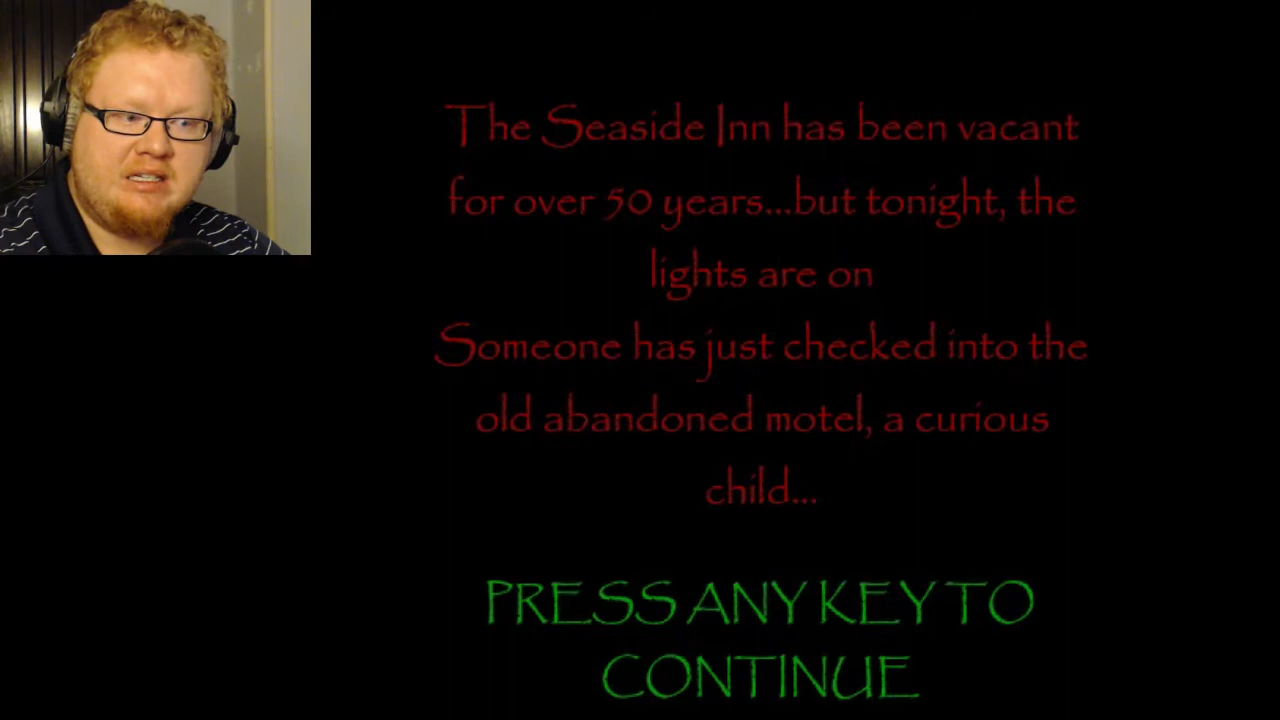 The Seaside Inn has been vacant
for over 50 years...but tonight, the
lights are on
Someone has just checked into the
old abandoned motel, a curious
child...
PRESS ANY KEY TO
CONTINUE